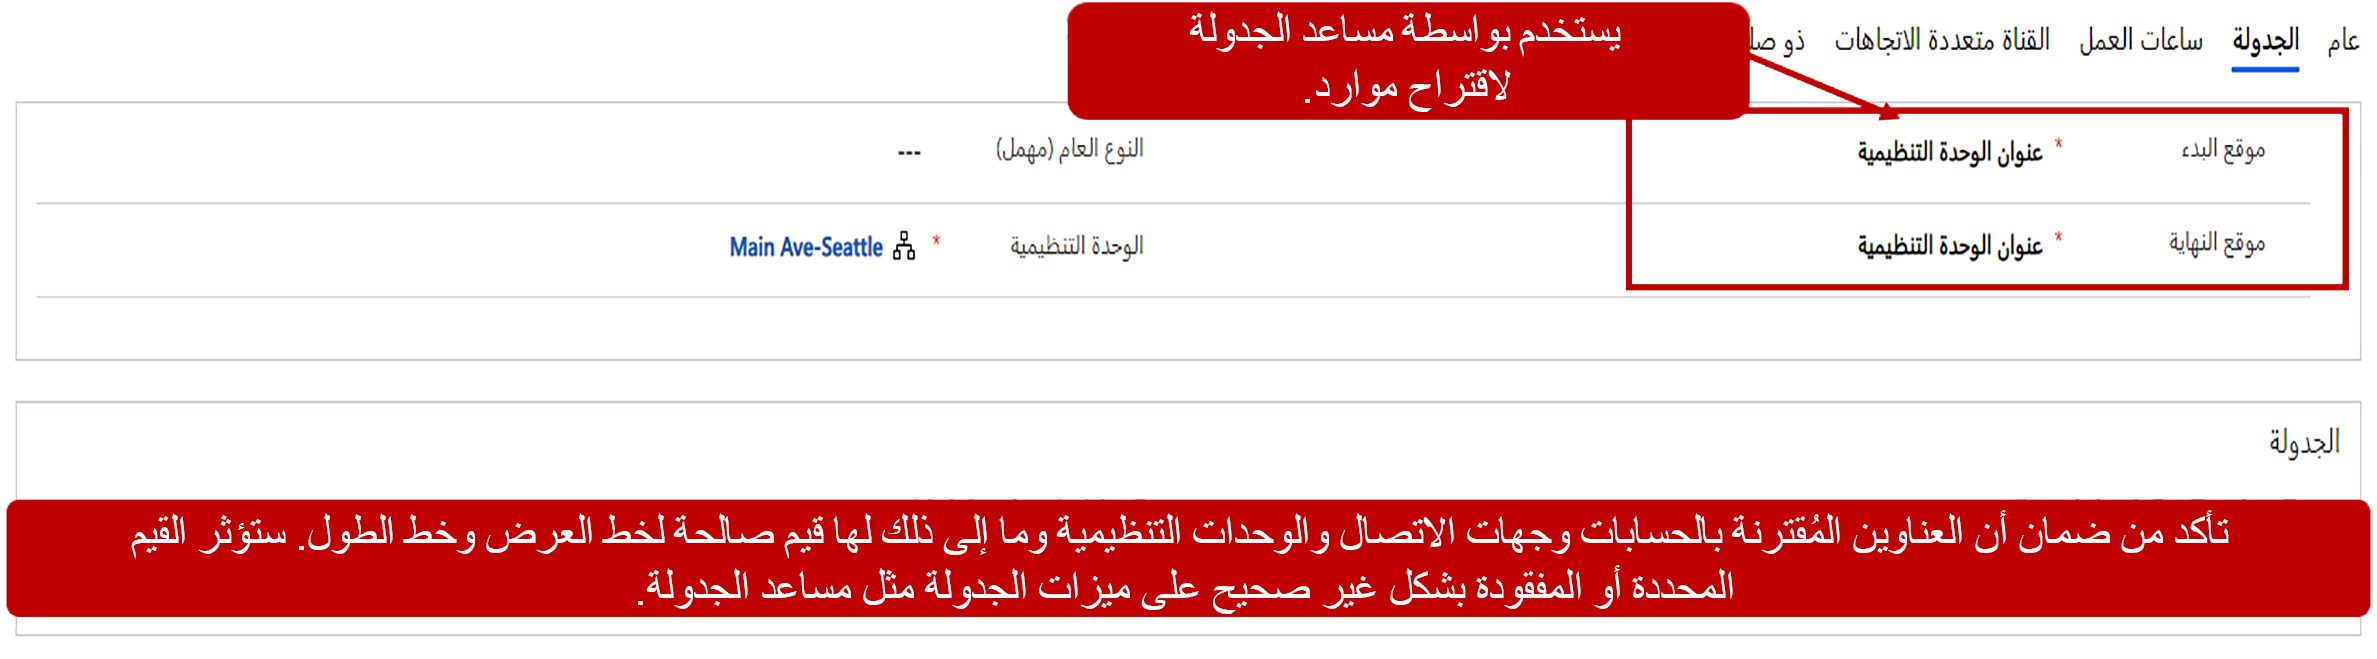 يستخدم بواسطة مساعد الجدولة
لاقتراح موارد.
عام الجدولة ساعات العمل القناة متعددة الاتجاهات ذو
موقع البدء * عنوان الوحدة التنظيمية النوع العام (مهمل) ---
موقع النهاية * عنوان الوحدة التنظيمية الوحدة التنظيمية * Main Ave-Seattle
الجدولة
تأكد من ضمان أن العناوين المُقترنة بالحسابات وجهات الاتصال والوحدات التنظيمية وما إلى ذلك لها قيم صالحة لخط العرض وخط الطول. ستؤثر القيم
المحددة أو المفقودة بشكل غير صحيح على ميزات الجدولة مثل مساعد الجدولة.